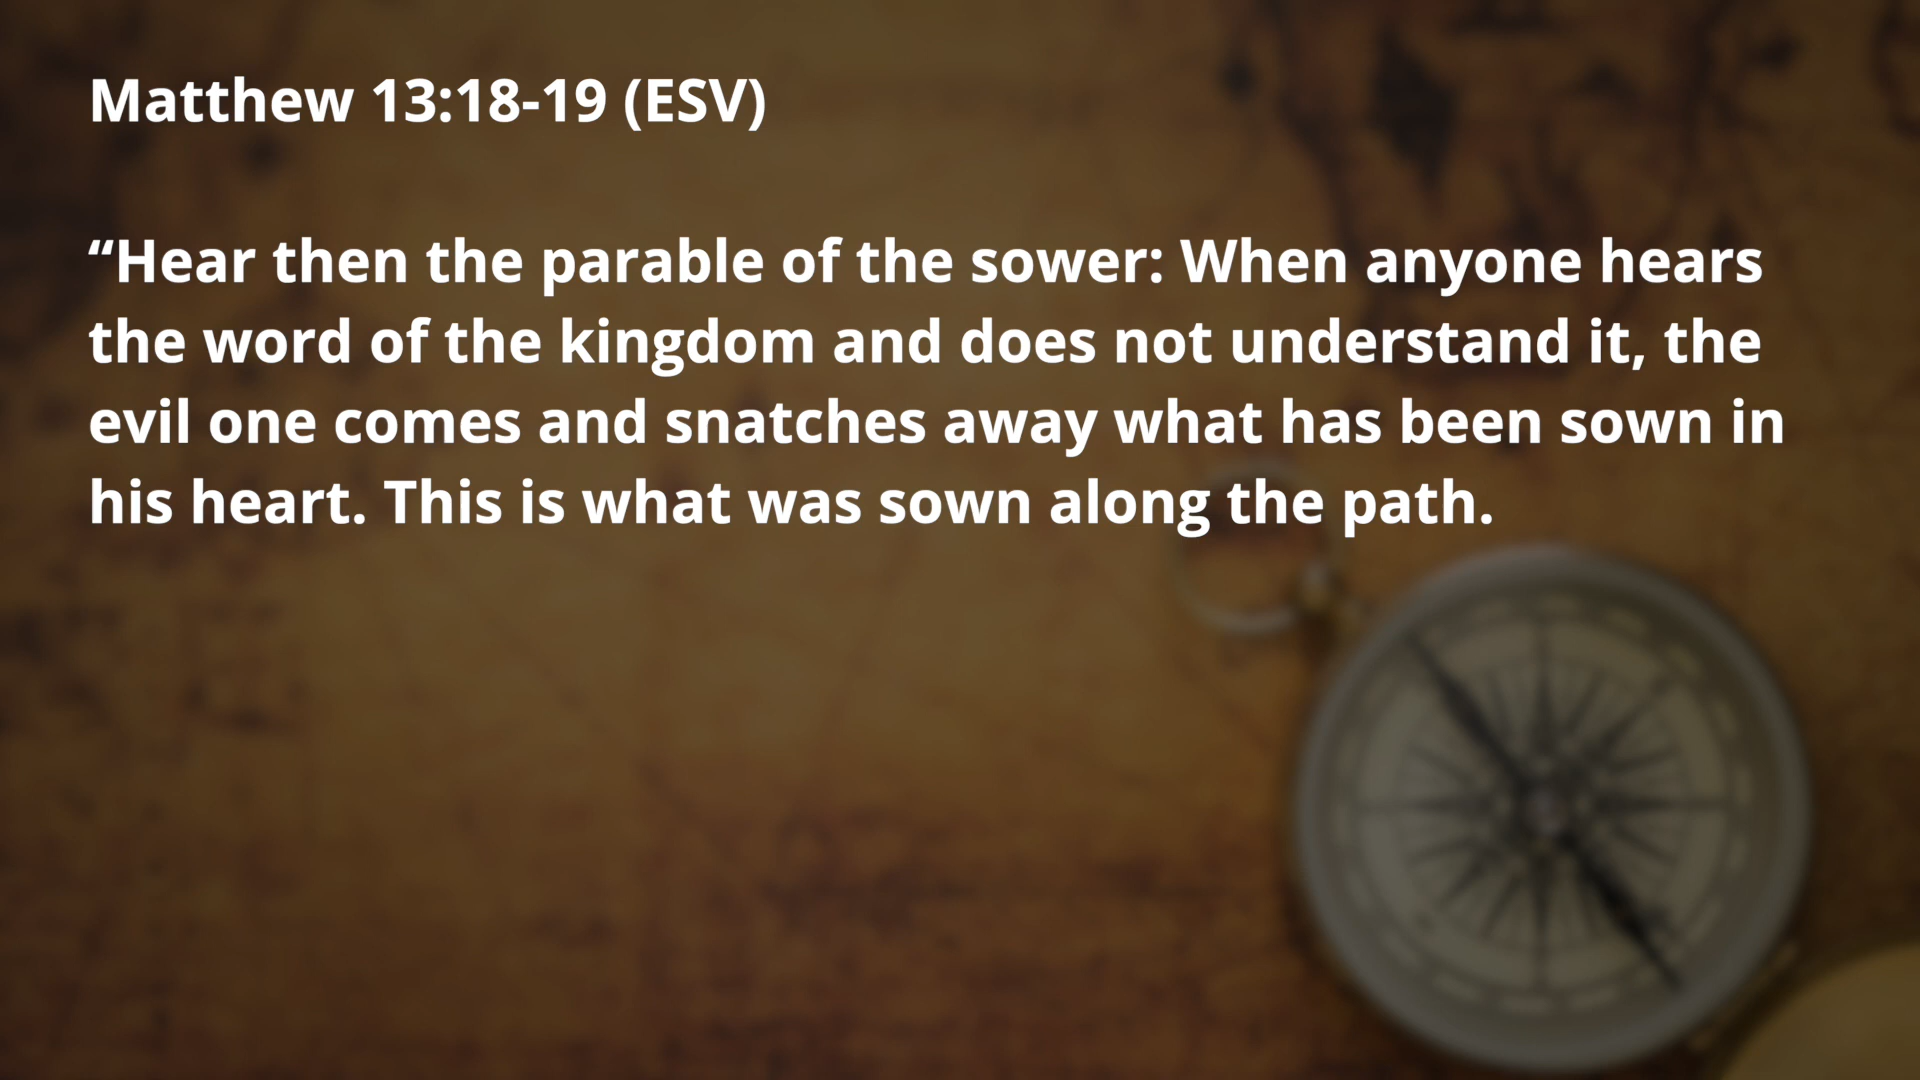 Matthew 13:18-19 (ESV)
“Hear then the parable of the sower: When anyone hears
the word of the kingdom and does not understand it, the
evil one comes and snatches away what has been sown in
his heart. This is what was sown along the path.